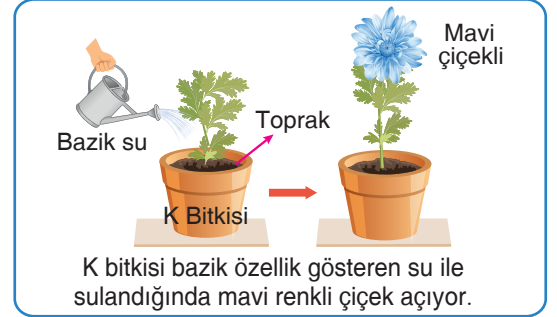 Mavi
çiçekli
Bazik su
Toprak
K Bitkisi
K bitkisi bazik özellik gösteren su ile
sulandığında mavi renkli çiçek açıyor.